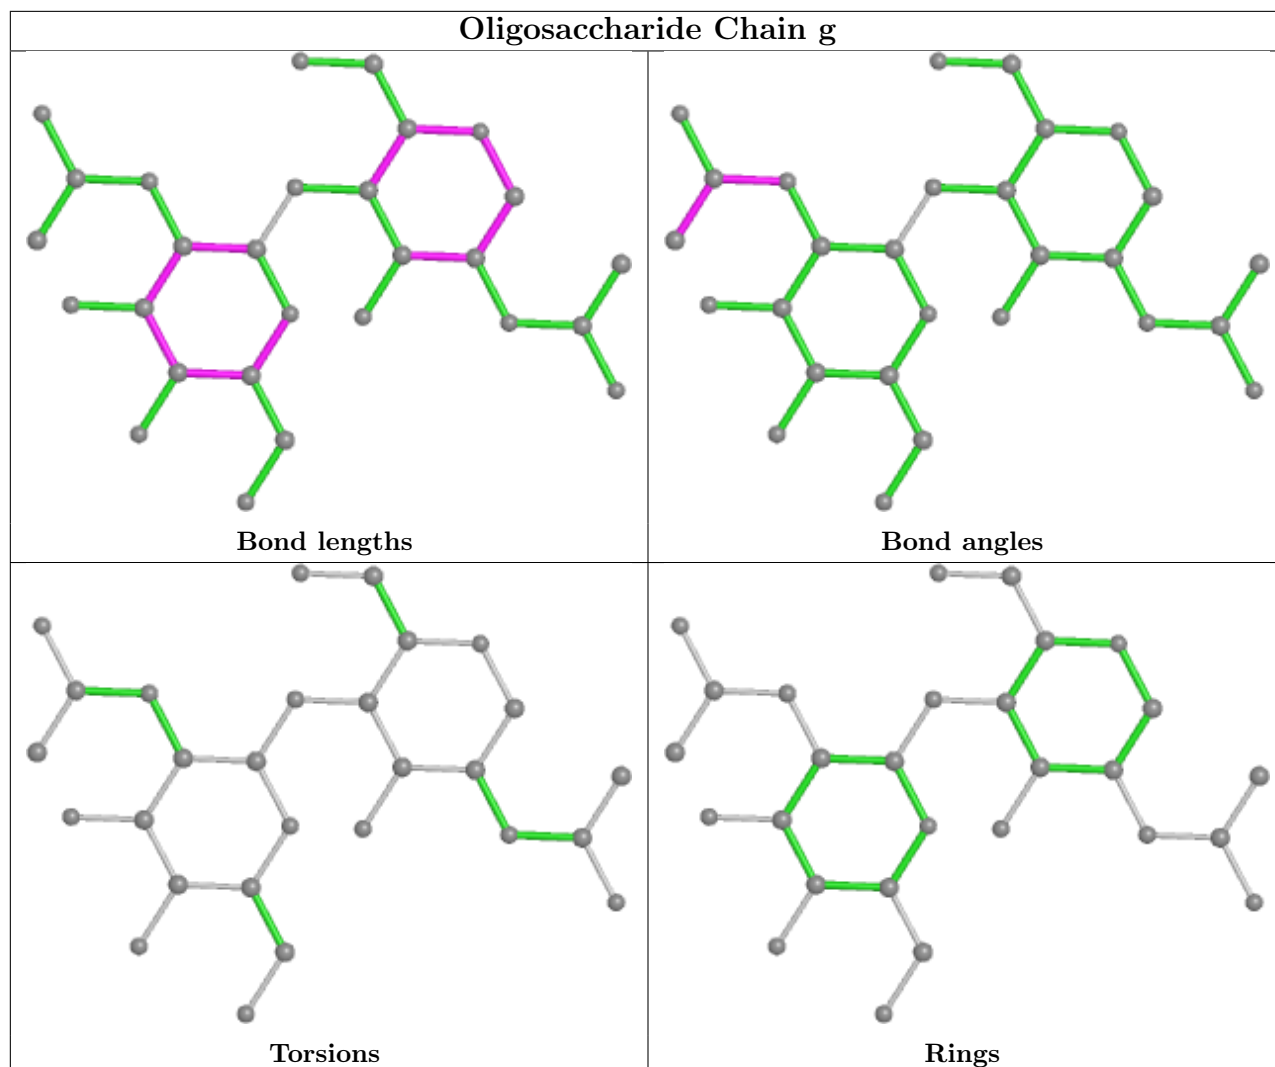 Oligosaccharide Chain g
Bond lengths
Bond angles
Torsions
Rings